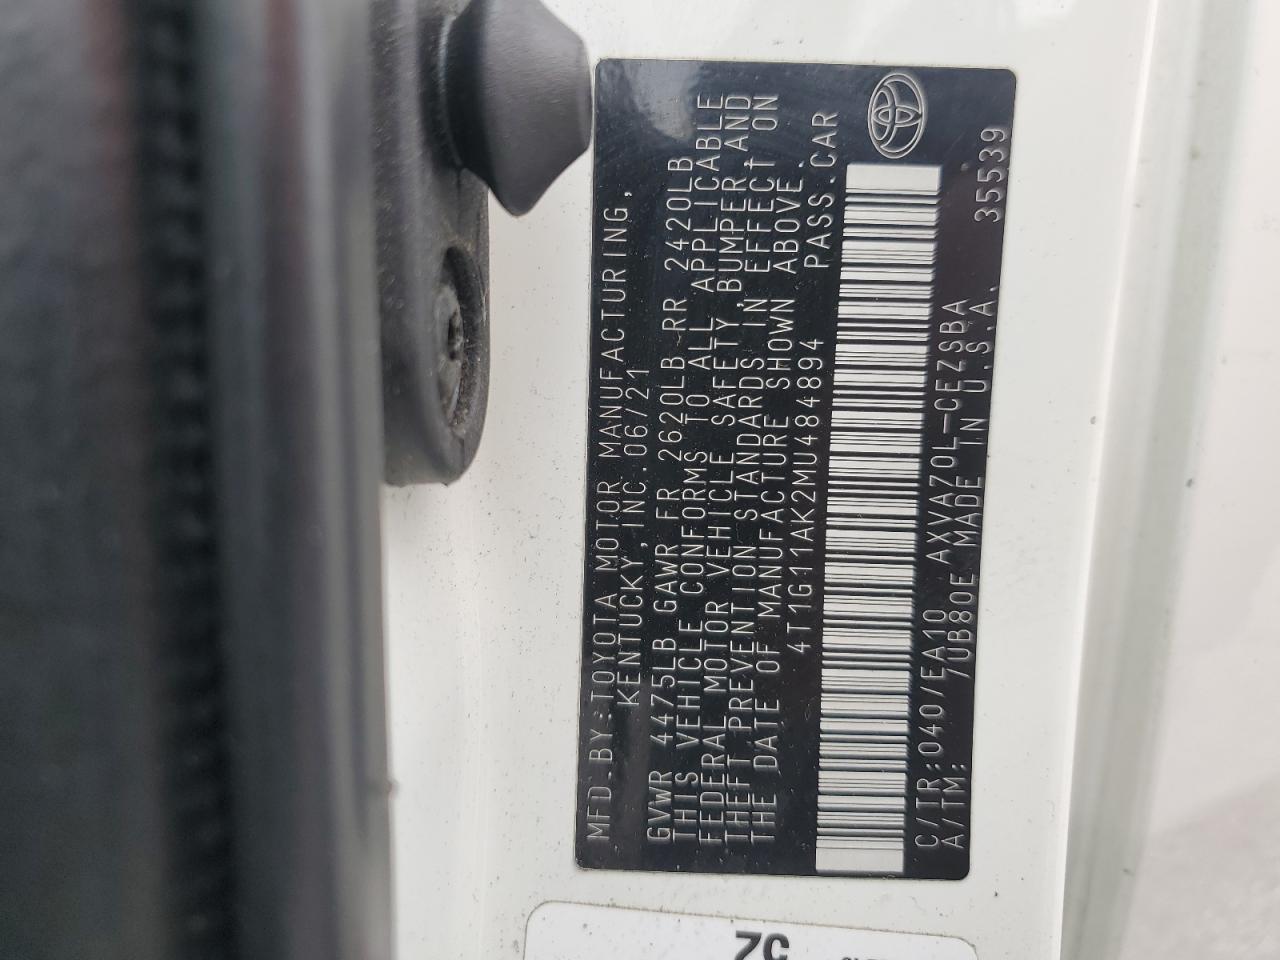 MFD.BY:TOYOTA MOTOR MANUFACTURING,
KENTUCKY,INC.06/21
GVWR 4475LB GAWR FR 2620LB RR 2420LB
THIS VEHICLE CONFORMS TO ALL APPLICABLE
FEDERAL MOTOR VEHICLE SAFETY,BUMPER,AND
THEFT PREVENTION STANDARDS IN EFFECT ON
THE DATE OF MANUFACTURE SHOWN ABOVE.
4T1G11AK2MU484894 PASS.CAR
C/TR:040/EA10 AXVA70L-CEZSBA
A/TM: /UB80E MADE IN U.S.A. 35539